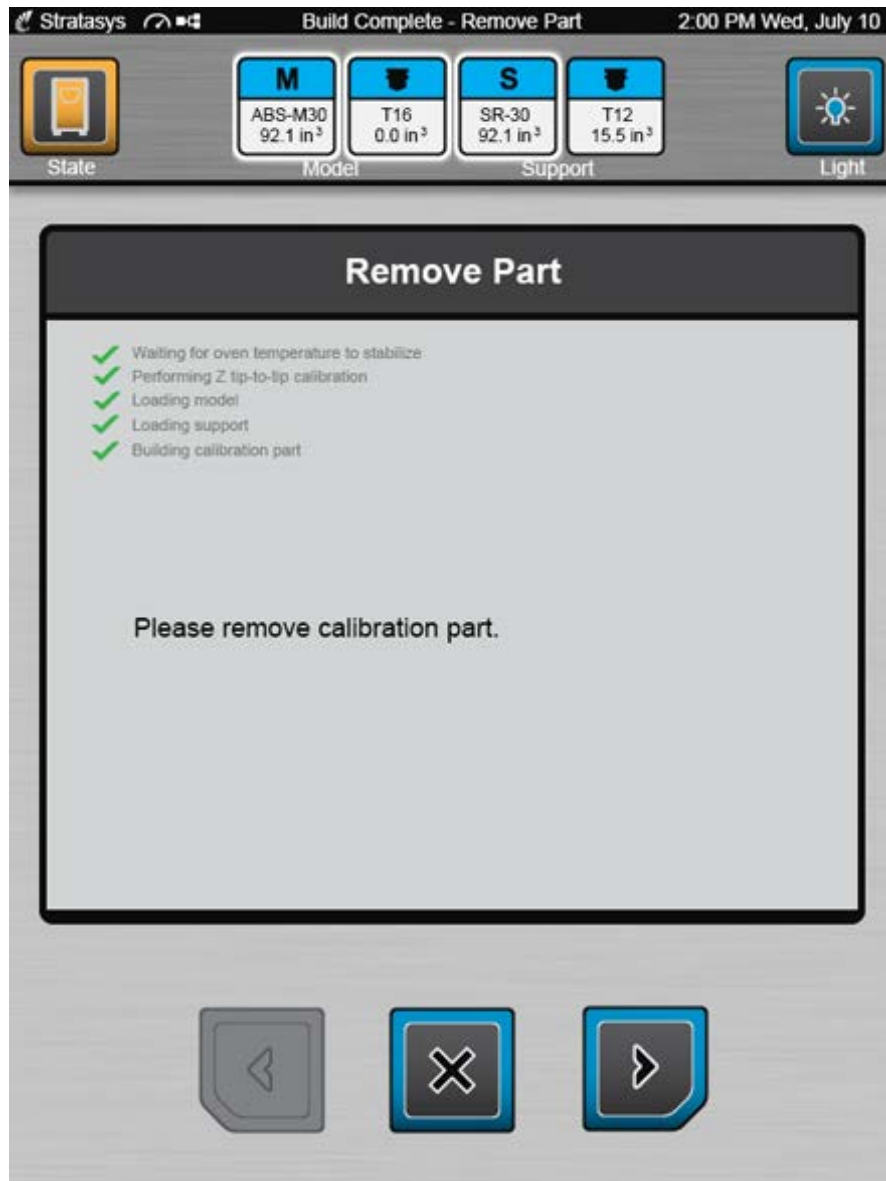 Stratasys Build Complete - Remove Part 2:00 PM Wed, July 10
M S
ABS-M30 T16 SR-30 T12
92.1 in³ 0.0 in³ 92.1 in³ 15.5 in³
State Model Support Light
Remove Part
Waiting for oven temperature to stabilize
Performing Z tip-to-tip calibration
Loading model
Loading support
Building calibration part
Please remove calibration part.